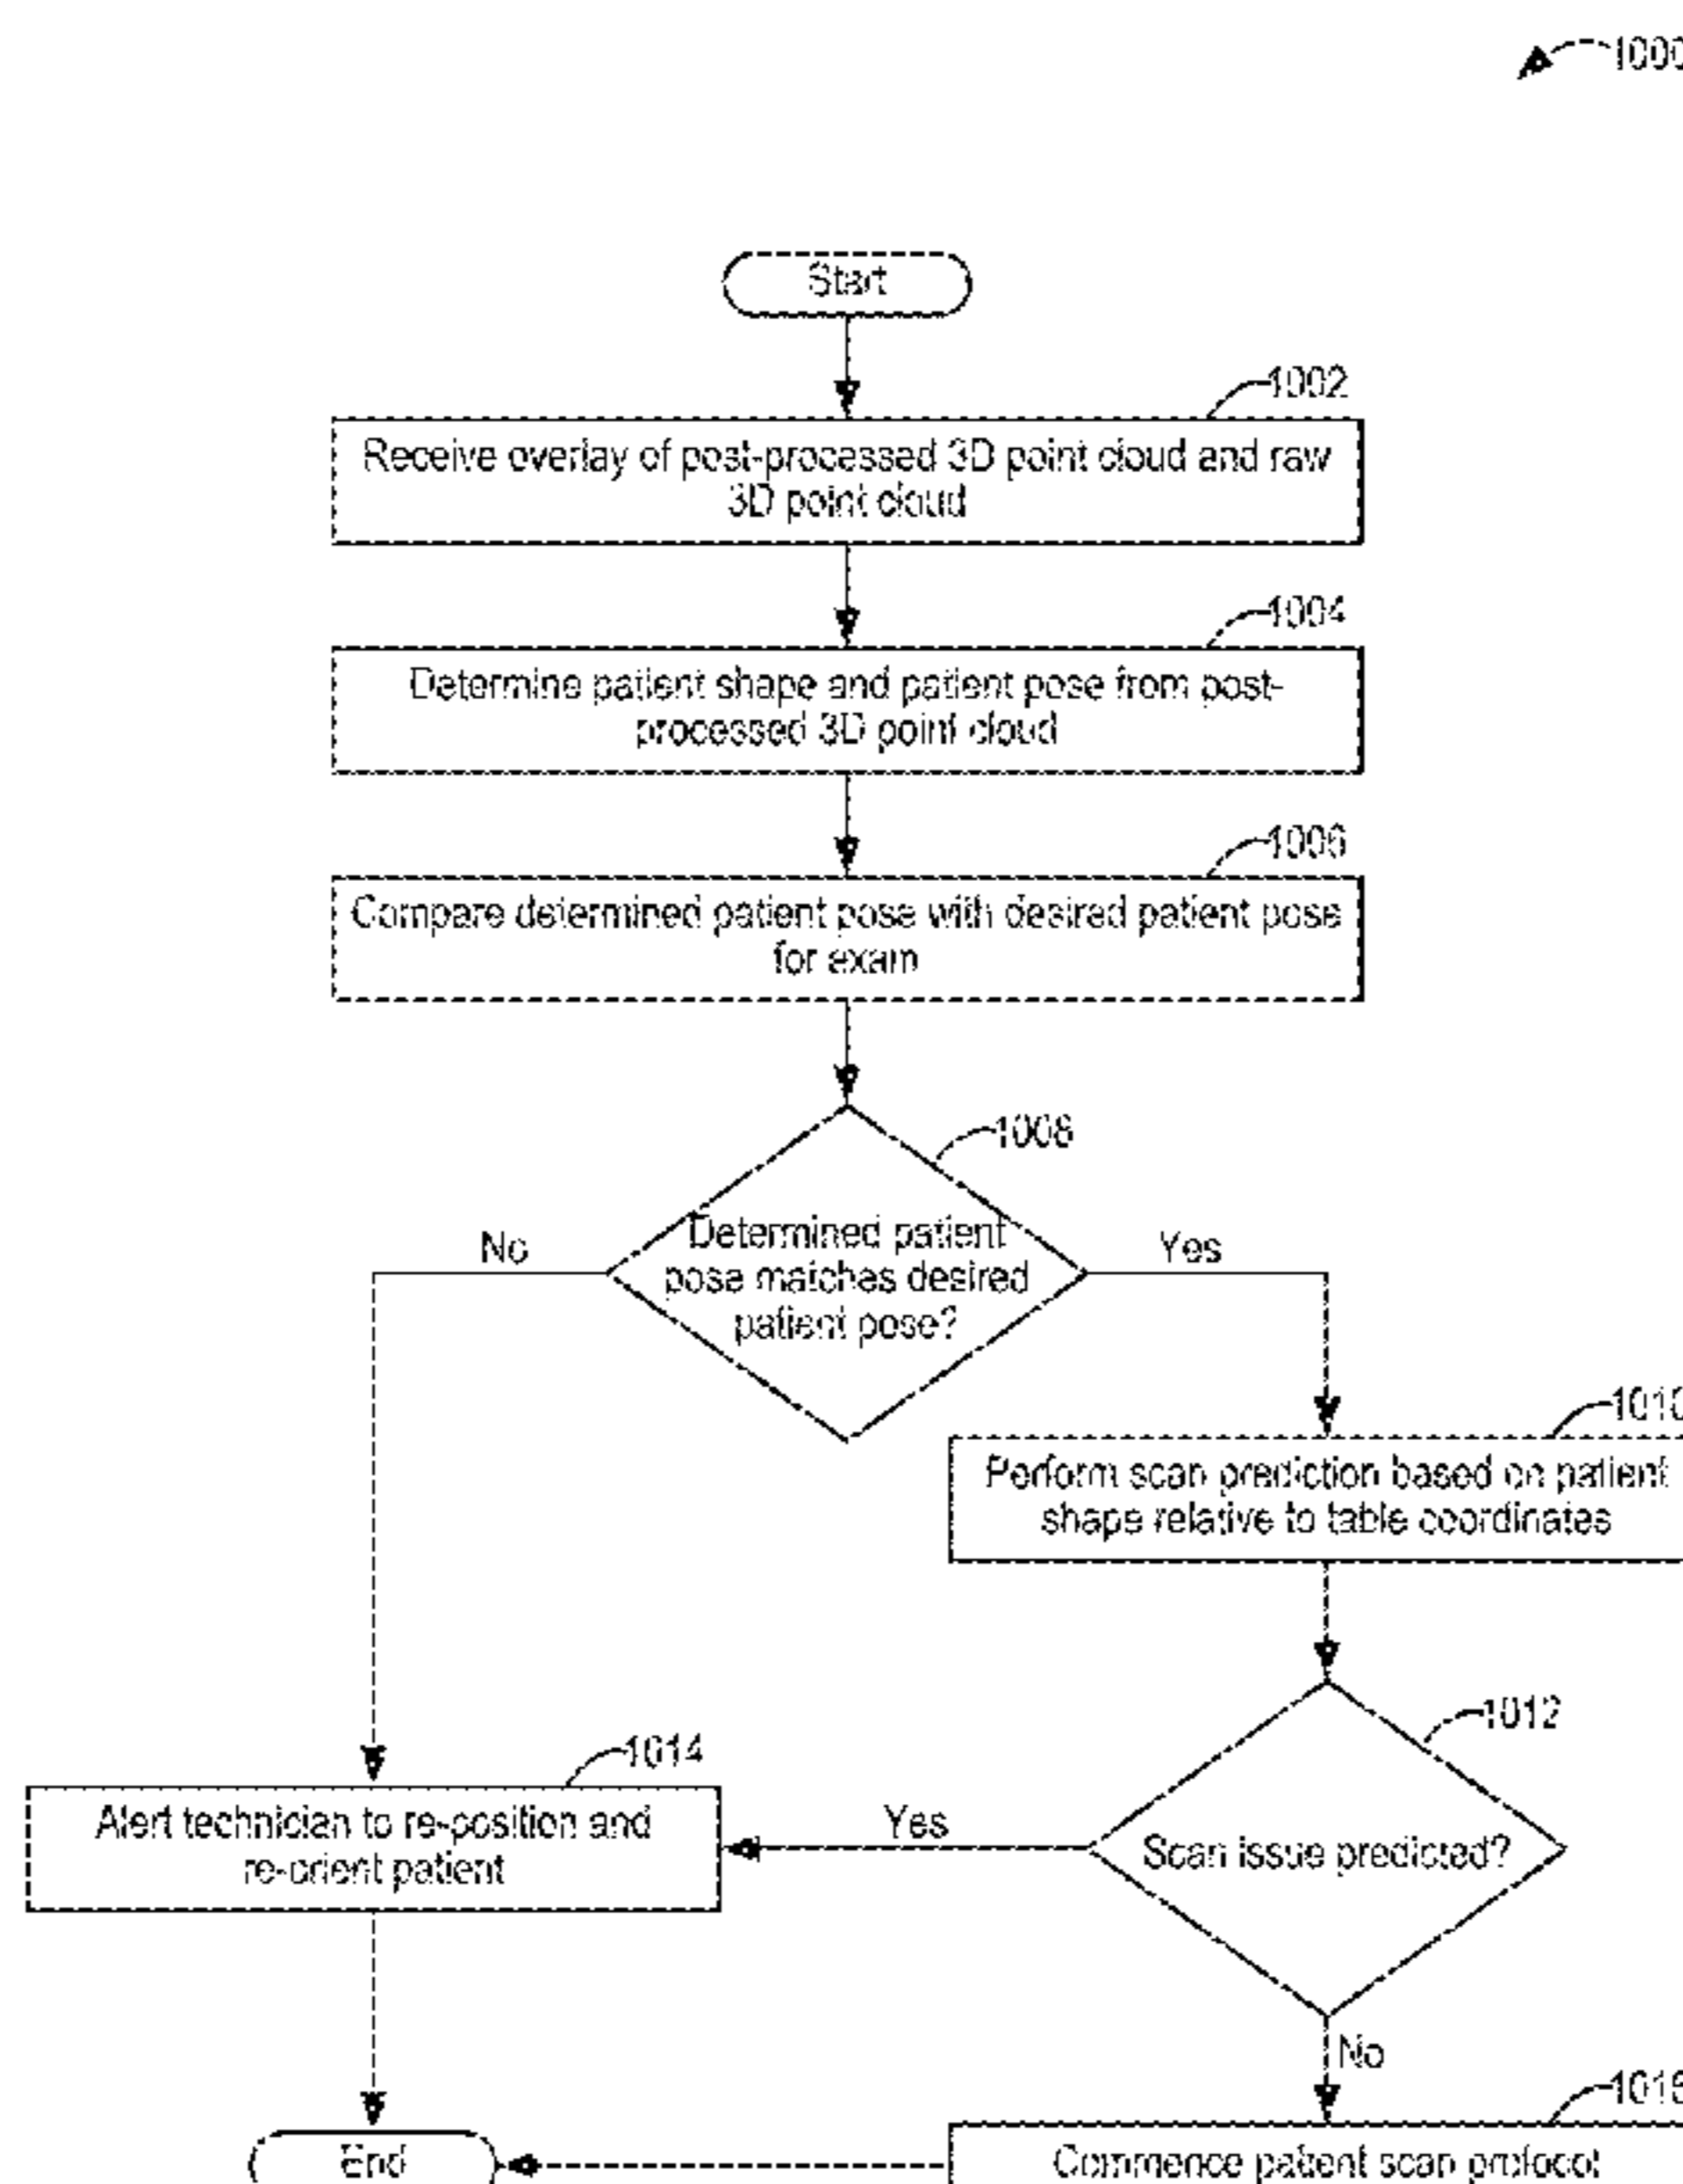 1000
Start
1002
Receive overlay of post-processed 3D point cloud and raw
3D point cloud
1004
Determine patient shape and patient pose from post-
processed 3D point cloud
1006
Compare determined patient pose with desired patient pose
for exam
1008
Determined patient
pose matches desired
patient pose?
No
Yes
1010
Perform scan prediction based on patient
shape relative to table coordinates
1012
Scan issue predicted?
1014
Alert technician to re-position and
re-orient patient
Yes
No
1016
Commence patient scan protocol
End